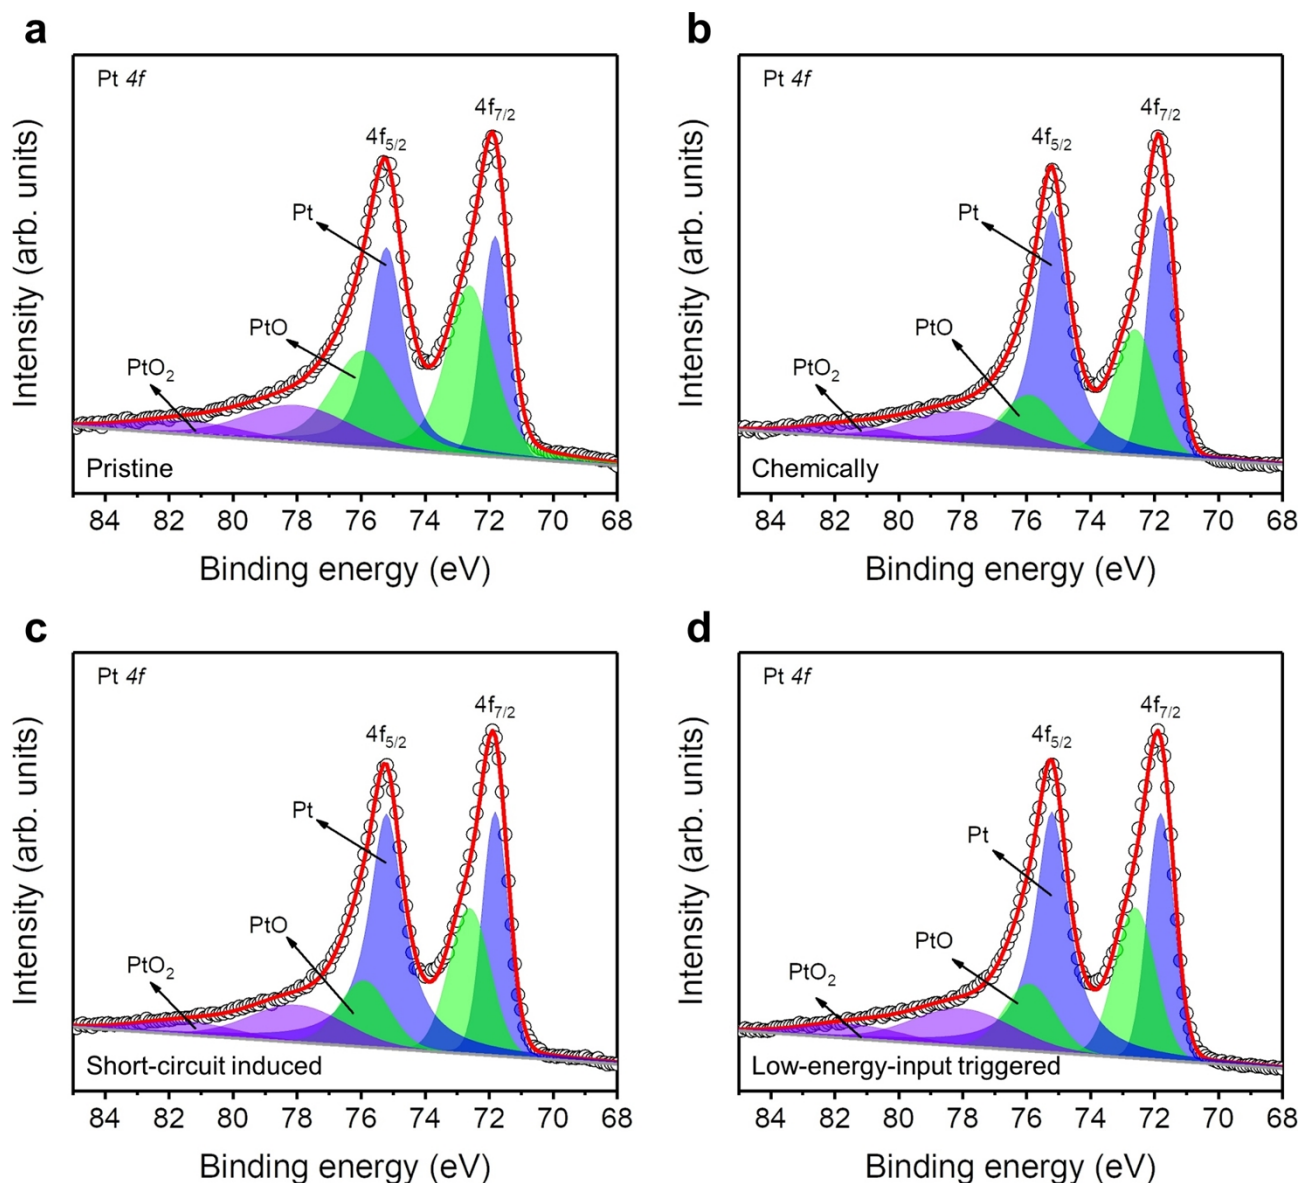 a
Pt 4f
4f5/2
4f7/2
Pt
PtO
PtO2
Pristine
Intensity (arb. units)
84 82 80 78 76 74 72 70 68
Binding energy (eV)
b
Pt 4f
4f5/2
4f7/2
Pt
PtO
PtO2
Chemically
Intensity (arb. units)
84 82 80 78 76 74 72 70 68
Binding energy (eV)
c
Pt 4f
4f5/2
4f7/2
Pt
PtO
PtO2
Short-circuit induced
Intensity (arb. units)
84 82 80 78 76 74 72 70 68
Binding energy (eV)
d
Pt 4f
4f5/2
4f7/2
Pt
PtO
PtO2
Low-energy-input triggered
Intensity (arb. units)
84 82 80 78 76 74 72 70 68
Binding energy (eV)